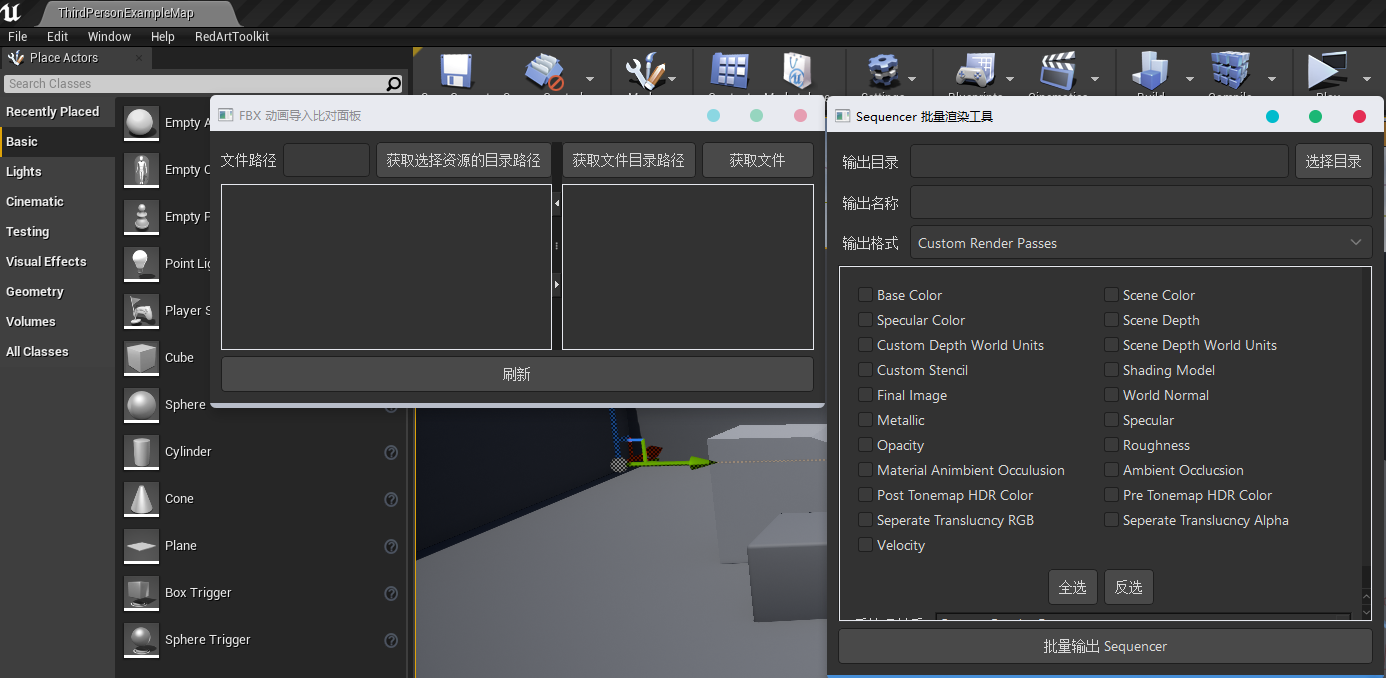 ThirdPersonExampleMap
File Edit Window Help RedArtToolkit
Place Actors
Search Classes
Recently Placed
Basic
Lights
Cinematic
Testing
Visual Effects
Geometry
Volumes
All Classes
Empty
Empty
Empty
Point
Player
Cube
Sphere
Cylinder
Cone
Plane
Box Trigger
Sphere Trigger
FBX 动画导入比对面板
文件路径 获取选择资源的目录路径 获取文件目录路径 获取文件
刷新
Sequencer 批量渲染工具
输出目录 选择目录
输出名称
输出格式 Custom Render Passes
Base Color Scene Color
Specular Color Scene Depth
Custom Depth World Units Scene Depth World Units
Custom Stencil Shading Model
Final Image World Normal
Metallic Specular
Opacity Roughness
Material Animbient Occulusion Ambient Occlucsion
Post Tonemap HDR Color Pre Tonemap HDR Color
Seperate Translucncy RGB Seperate Translucncy Alpha
Velocity
全选 反选
批量输出 Sequencer